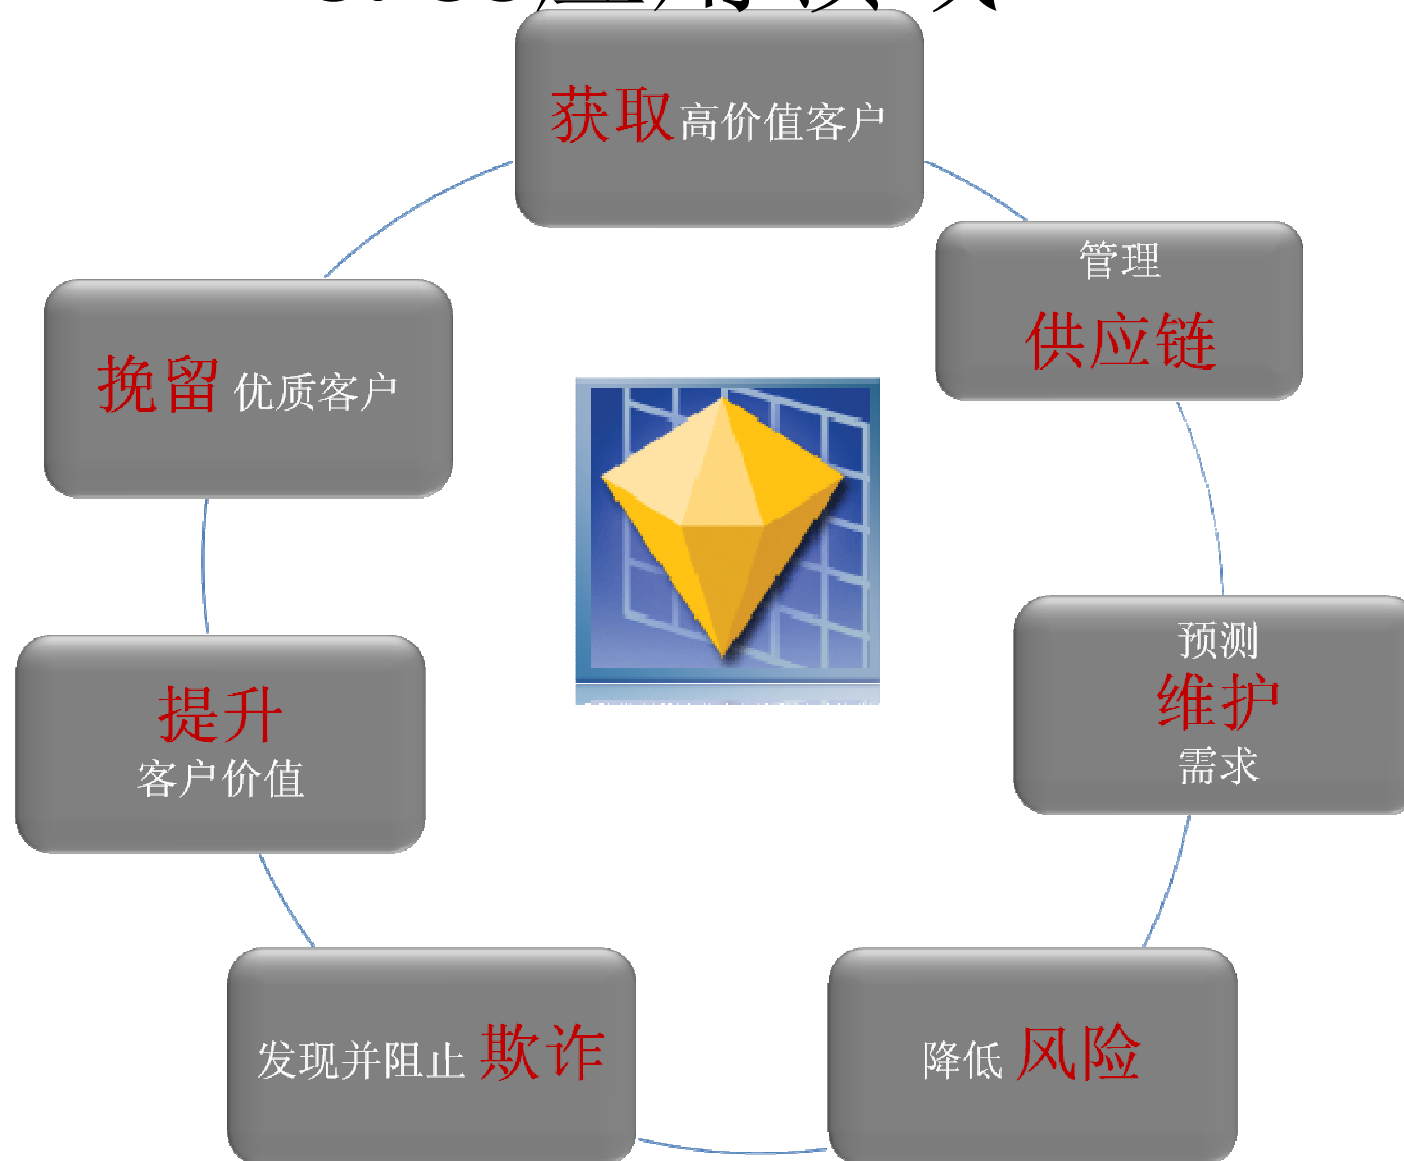 获取高价值客户
管理
供应链
挽留 优质客户
预测
维护
需求
提升
客户价值
发现并阻止 欺诈
降低 风险